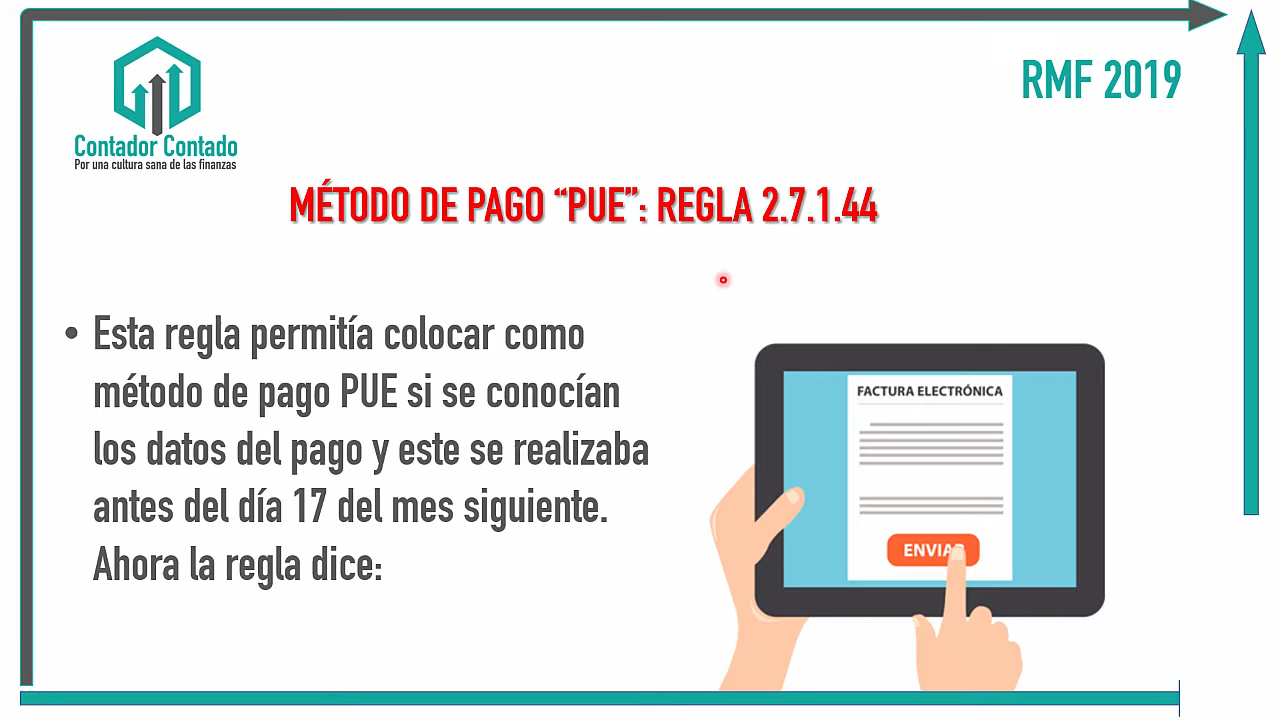 RMF 2019
Contador Contado
Por una cultura sana de las finanzas
MÉTODO DE PAGO “PUE”: REGLA 2.7.1.44
• Esta regla permitía colocar como
método de pago PUE si se conocían
los datos del pago y este se realizaba
antes del día 17 del mes siguiente.
Ahora la regla dice:
FACTURA ELECTRÓNICA
ENVIAR